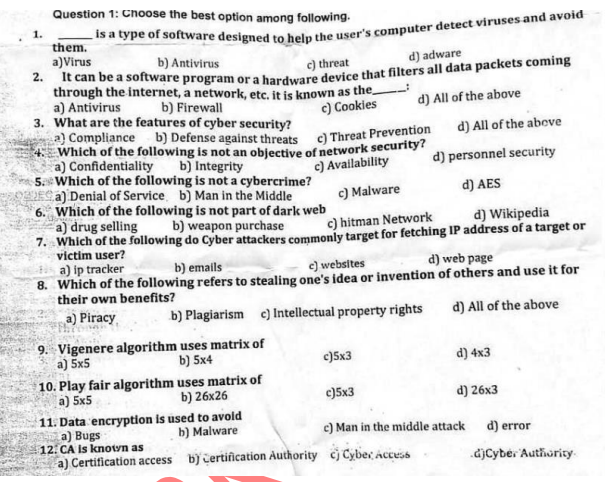 Question 1: Choose the best option among following.
1. _____ is a type of software designed to help the user's computer detect viruses and avoid
them.
a)Virus b) Antivirus c) threat d) adware
2. It can be a software program or a hardware device that filters all data packets coming
through the internet, a network, etc. it is known as the_____:
a) Antivirus b) Firewall c) Cookies d) All of the above
3. What are the features of cyber security?
a) Compliance b) Defense against threats c) Threat Prevention d) All of the above
4. Which of the following is not an objective of network security?
a) Confidentiality b) Integrity c) Availability d) personnel security
5. Which of the following is not a cybercrime?
a) Denial of Service b) Man in the Middle c) Malware d) AES
6. Which of the following is not part of dark web
a) drug selling b) weapon purchase c) hitman Network d) Wikipedia
7. Which of the following do Cyber attackers commonly target for fetching IP address of a target or
victim user?
a) ip tracker b) emails c) websites d) web page
8. Which of the following refers to stealing one's idea or invention of others and use it for
their own benefits?
a) Piracy b) Plagiarism c) Intellectual property rights d) All of the above
9. Vigenere algorithm uses matrix of
a) 5x5 b) 5x4 c)5x3 d) 4x3
10. Play fair algorithm uses matrix of
a) 5x5 b) 26x26 c)5x3 d) 26x3
11. Data encryption is used to avoid
a) Bugs b) Malware c) Man in the middle attack d) error
12. CA is known as
a) Certification access b) Certification Authority c) Cyber Access d)Cyber Authority